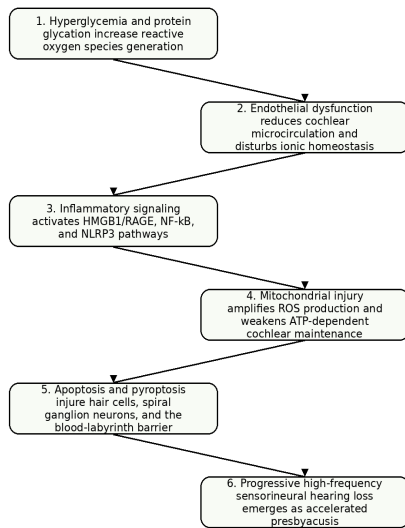 1. Hyperglycemia and protein
glycation increase reactive
oxygen species generation
2. Endothelial dysfunction
reduces cochlear
microcirculation and
disturbs ionic homeostasis
3. Inflammatory signaling
activates HMGB1/RAGE, NF-kB,
and NLRP3 pathways
4. Mitochondrial injury
amplifies ROS production and
weakens ATP-dependent
cochlear maintenance
5. Apoptosis and pyroptosis
injure hair cells, spiral
ganglion neurons, and the
blood-labyrinth barrier
6. Progressive high-frequency
sensorineural hearing loss
emerges as accelerated
presbyacusis